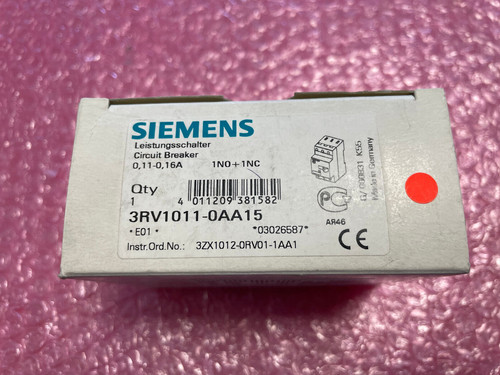 SIEMENS
Leistungsschalter
Circuit Breaker
0,11-0,16A 1NO+1NC
Qty
1 4 011209 381582
3RV1011-0AA15
*E01* *03026587*
Instr.Ord.No.: 3ZX1012-0RV01-1AA1
AR46
CE
G/ K55
Made in Germany